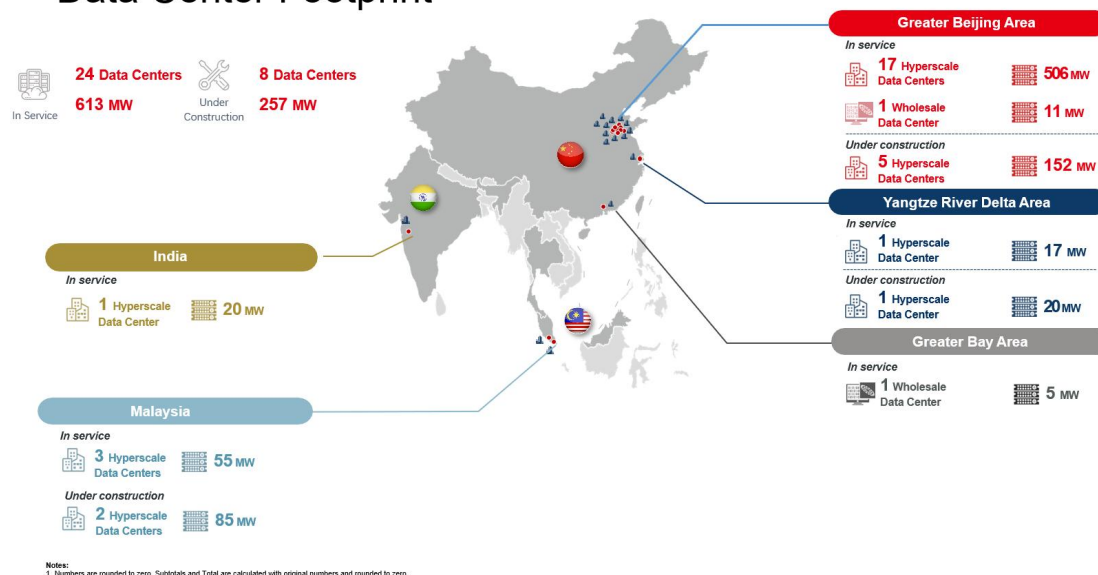 Data Center Footprint
24 Data Centers
613 MW
In Service
8 Data Centers
257 MW
Under
Construction
Greater Beijing Area
In service
17 Hyperscale
Data Centers
506 MW
1 Wholesale
Data Center
11 MW
Under construction
5 Hyperscale
Data Centers
152 MW
Yangtze River Delta Area
In service
1 Hyperscale
Data Center
17 MW
Under construction
1 Hyperscale
Data Center
20 MW
Greater Bay Area
In service
1 Wholesale
Data Center
5 MW
India
In service
1 Hyperscale
Data Center
20 MW
Malaysia
In service
3 Hyperscale
Data Centers
55 MW
Under construction
2 Hyperscale
Data Centers
85 MW
Notes:
1. Numbers are rounded to zero. Subtotals and Total are calculated with original numbers and rounded to zero